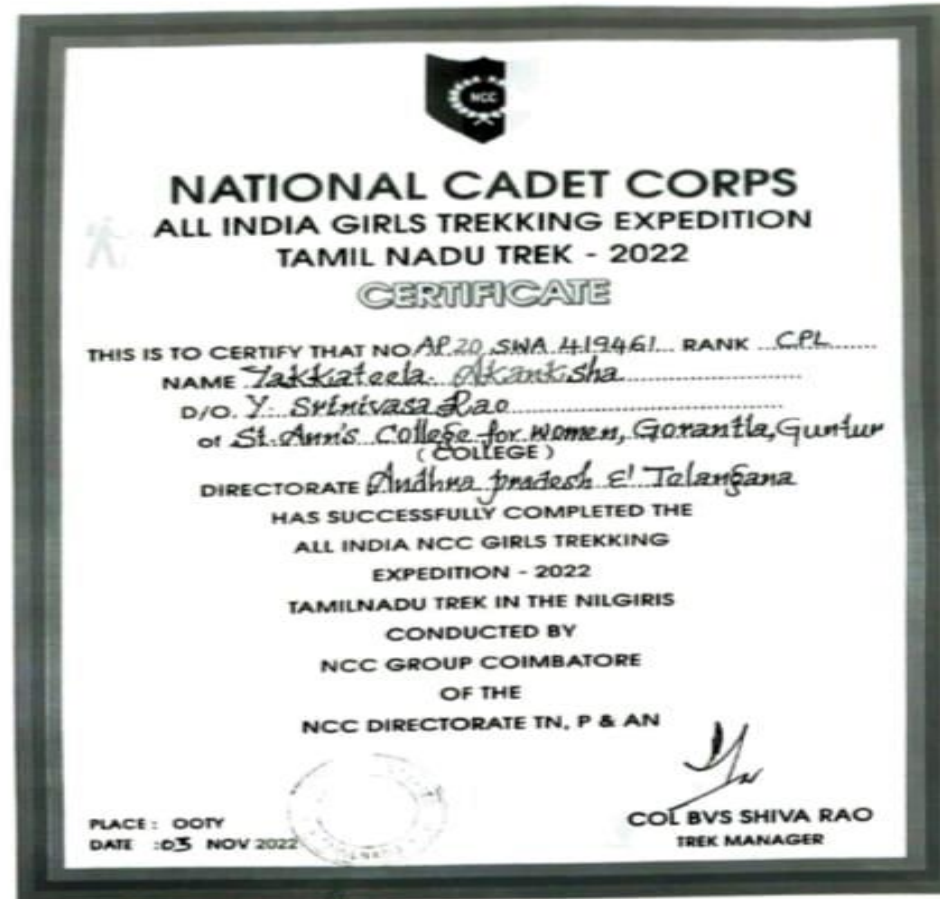 NCC
NATIONAL CADET CORPS
ALL INDIA GIRLS TREKKING EXPEDITION
TAMIL NADU TREK - 2022
CERTIFICATE
THIS IS TO CERTIFY THAT NO AP 20 SWA 419461 RANK CPL
NAME Yakkateela. Akanksha
D/O. Y. Srinivasa Rao
of St. Ann's College for women, Gorantla, Guntur
( COLLEGE )
DIRECTORATE Andhra pradesh & Telangana
HAS SUCCESSFULLY COMPLETED THE
ALL INDIA NCC GIRLS TREKKING
EXPEDITION - 2022
TAMILNADU TREK IN THE NILGIRIS
CONDUCTED BY
NCC GROUP COIMBATORE
OF THE
NCC DIRECTORATE TN, P & AN
PLACE : OOTY
DATE : 03 NOV 2022
COL BVS SHIVA RAO
TREK MANAGER